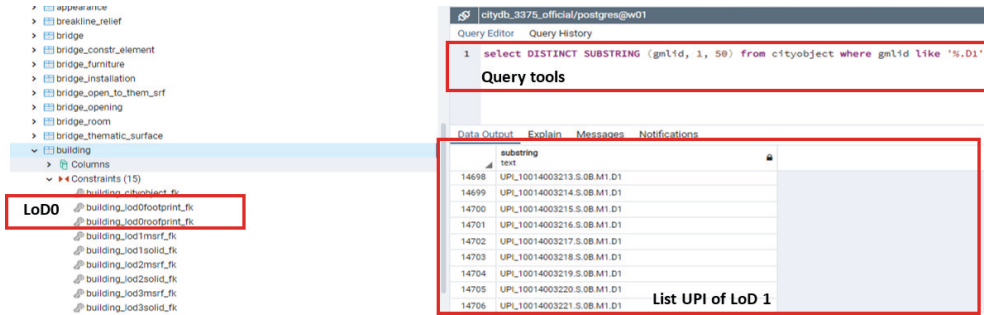 appearance
breakline_relief
bridge
bridge_constr_element
bridge_furniture
bridge_installation
bridge_open_to_them_srf
bridge_opening
bridge_room
bridge_thematic_surface
building
Columns
Constraints (15)
building_cityobject_fk
LoD0
building_lod0footprint_fk
building_lod0roofprint_fk
building_lod1msrf_fk
building_lod1solid_fk
building_lod2msrf_fk
building_lod2solid_fk
building_lod3msrf_fk
building_lod3solid_fk
citydb_3375_official/postgres@w01
Query Editor Query History
1 select DISTINCT SUBSTRING (gmlid, 1, 50) from cityobject where gmlid like '%.D1'
Query tools
Data Output Explain Messages Notifications
substring
text
14698 UPI_10014003213.S.0B.M1.D1
14699 UPI_10014003214.S.0B.M1.D1
14700 UPI_10014003215.S.0B.M1.D1
14701 UPI_10014003216.S.0B.M1.D1
14702 UPI_10014003217.S.0B.M1.D1
14703 UPI_10014003218.S.0B.M1.D1
14704 UPI_10014003219.S.0B.M1.D1
14705 UPI_10014003220.S.0B.M1.D1
14706 UPI_10014003221.S.0B.M1.D1
List UPI of LoD 1